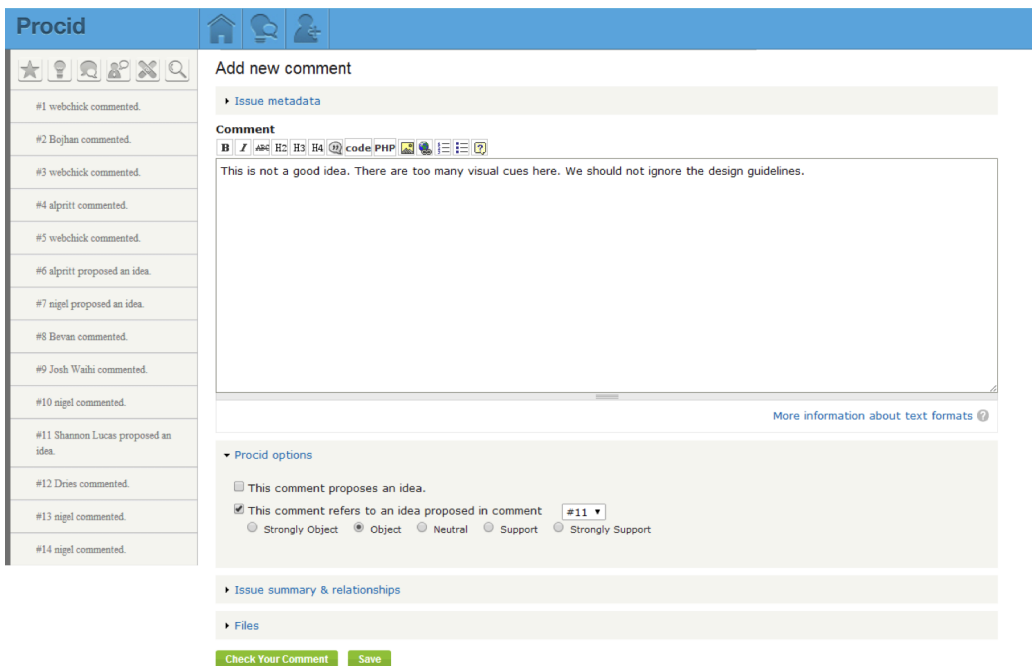 Procid
Add new comment
Issue metadata
#1 webchick commented.
#2 Bojhan commented.
#3 webchick commented.
#4 alpritt commented.
#5 webchick commented.
#6 alpritt proposed an idea.
#7 nigel proposed an idea.
#8 Bevan commented.
#9 Josh Waihi commented.
#10 nigel commented.
#11 Shannon Lucas proposed an
idea.
#12 Dries commented.
#13 nigel commented.
#14 nigel commented.
Comment
B I ABC H2 H3 H4 code PHP
This is not a good idea. There are too many visual cues here. We should not ignore the design guidelines.
More information about text formats ?
Procid options
This comment proposes an idea.
This comment refers to an idea proposed in comment #11
Strongly Object Object Neutral Support Strongly Support
Issue summary & relationships
Files
Check Your Comment Save